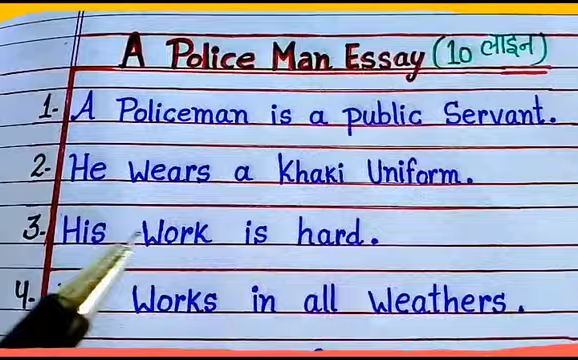 A Police Man Essay (10 लाइन)
1- A Policeman is a public Servant.
2- He wears a khaki Uniform.
3- His work is hard.
4- works in all weathers.